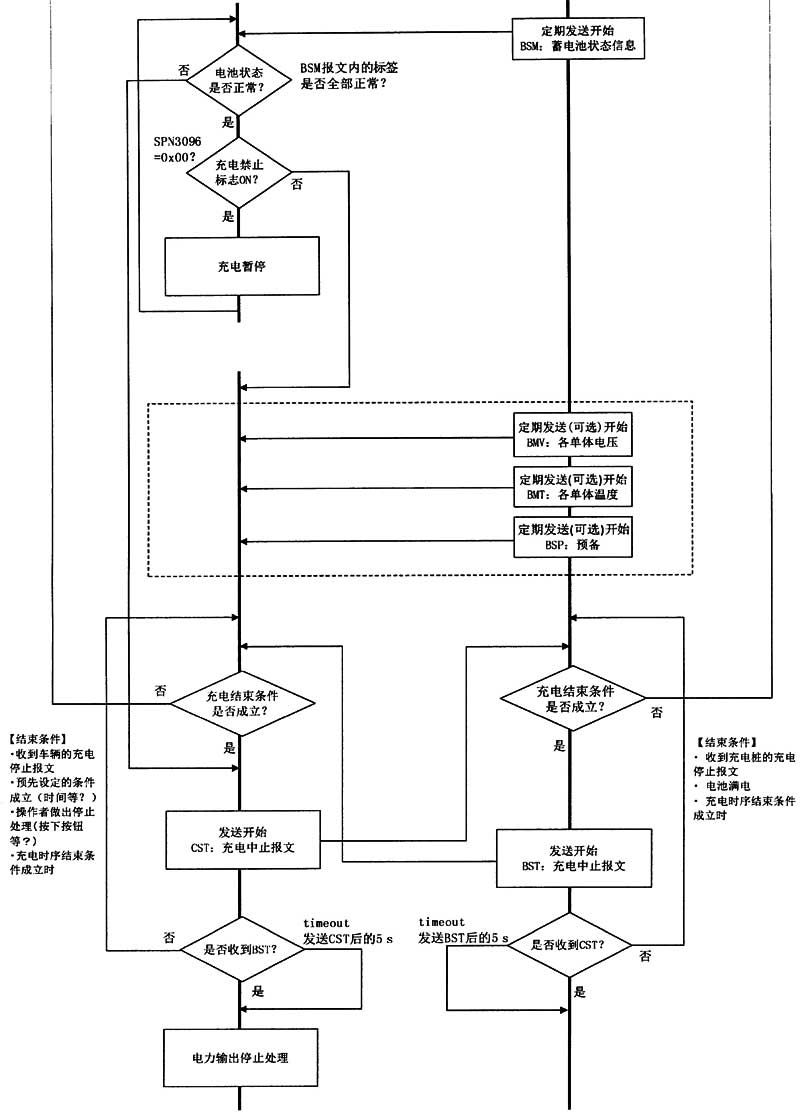 定期发送开始
BSM：蓄电池状态信息
否
电池状态
是否正常？
BSM报文内的标签
是否全部正常？
是
SPN3096
=0x00？
充电禁止
标志ON？
否
是
充电暂停
定期发送(可选)开始
BMV：各单体电压
定期发送(可选)开始
BMT：各单体温度
定期发送(可选)开始
BSP：预备
否
充电结束条件
是否成立？
是
充电结束条件
是否成立？
否
是
【结束条件】
·收到车辆的充电
停止报文
·预先设定的条件
成立（时间等？）
·操作者做出停止
处理(按下按钮
等？）
·充电时序结束条
件成立时
【结束条件】
· 收到充电桩的充电
停止报文
· 电池满电
· 充电时序结束条件
成立时
发送开始
CST：充电中止报文
发送开始
BST：充电中止报文
否
是否收到BST？
timeout
发送CST后的5 s
是
timeout
发送BST后的5 s
是否收到CST？
否
是
电力输出停止处理